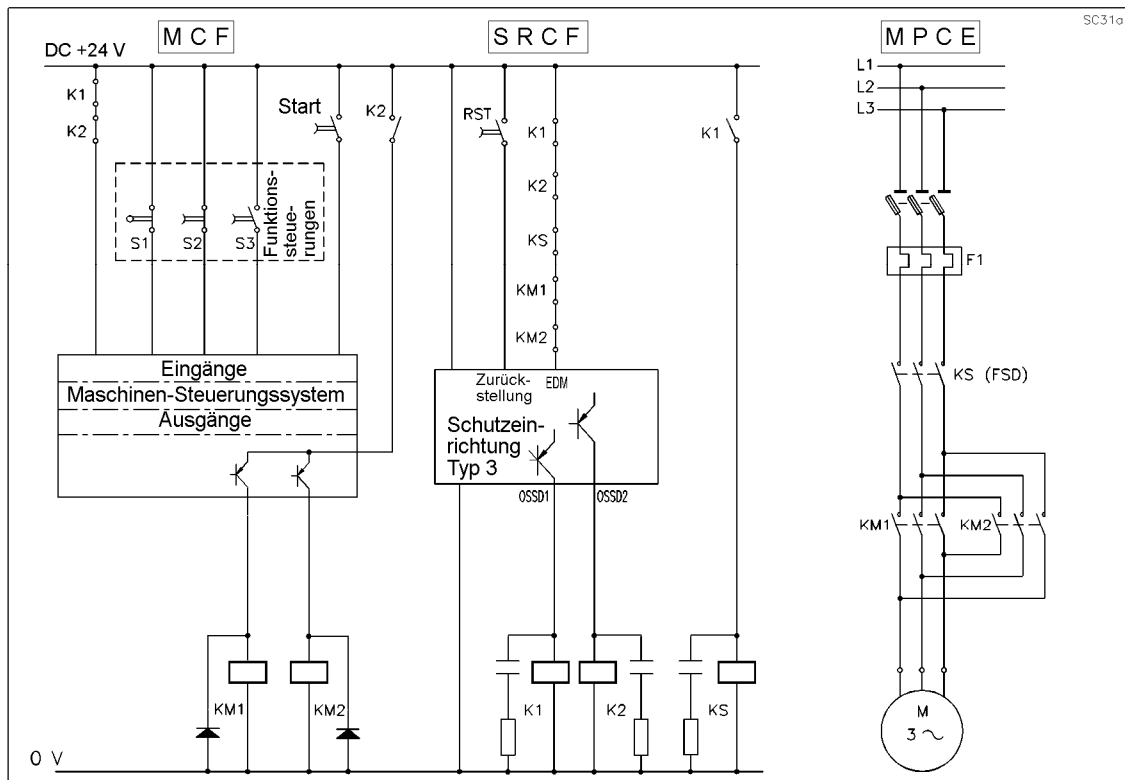 SC31a
M C F
S R C F
M P C E
DC +24 V
L1
L2
L3
K1
K2
Start
K2
RST
K1
K1
K2
KS
KM1
KM2
S1
S2
S3
Funktions-
steue-
rungen
F1
Eingänge
Maschinen-Steuerungssystem
Ausgänge
Zurück-
stellung
EDM
Schutzein-
richtung
Typ 3
OSSD1
OSSD2
KS (FSD)
KM1
KM2
KM1
KM2
K1
K2
KS
M
3 ~
0 V